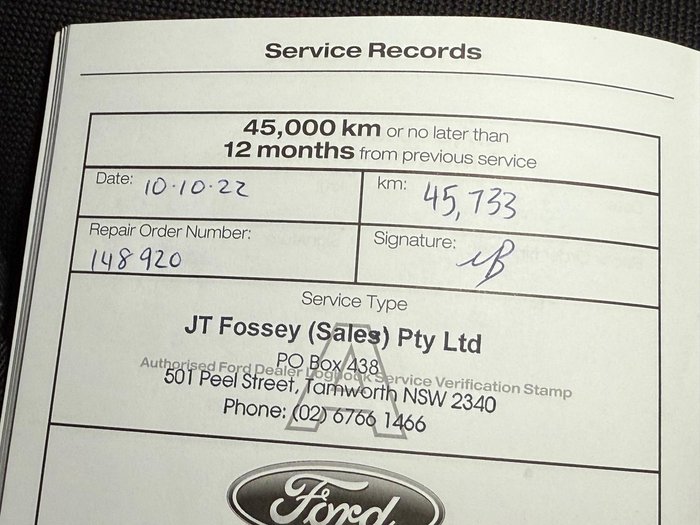 Service Records
45,000 km or no later than
12 months from previous service
Date: 10.10.22
km: 45,733
Repair Order Number:
148920
Signature:
Service Type
A
JT Fossey (Sales) Pty Ltd
PO Box 438
Authorised Ford Dealer Logbook Service Verification Stamp
501 Peel Street, Tamworth NSW 2340
Phone: (02) 6766 1466
Ford